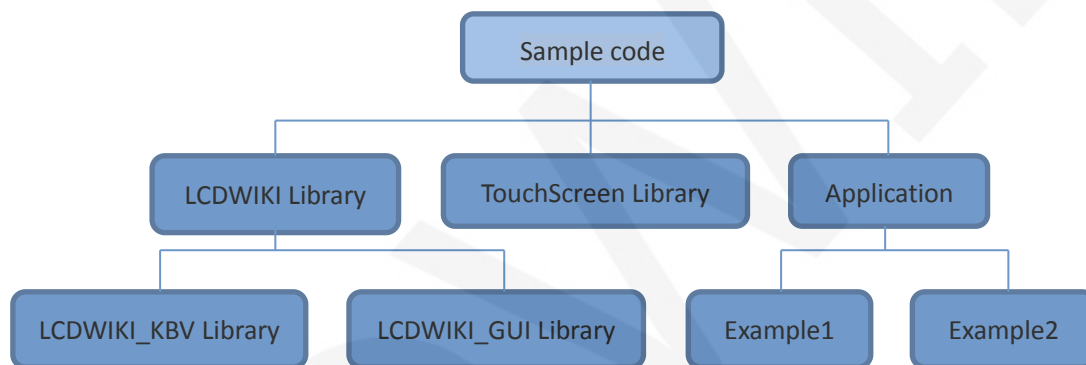 Sample code
LCDWIKI Library
TouchScreen Library
Application
LCDWIKI_KBV Library
LCDWIKI_GUI Library
Example1
Example2